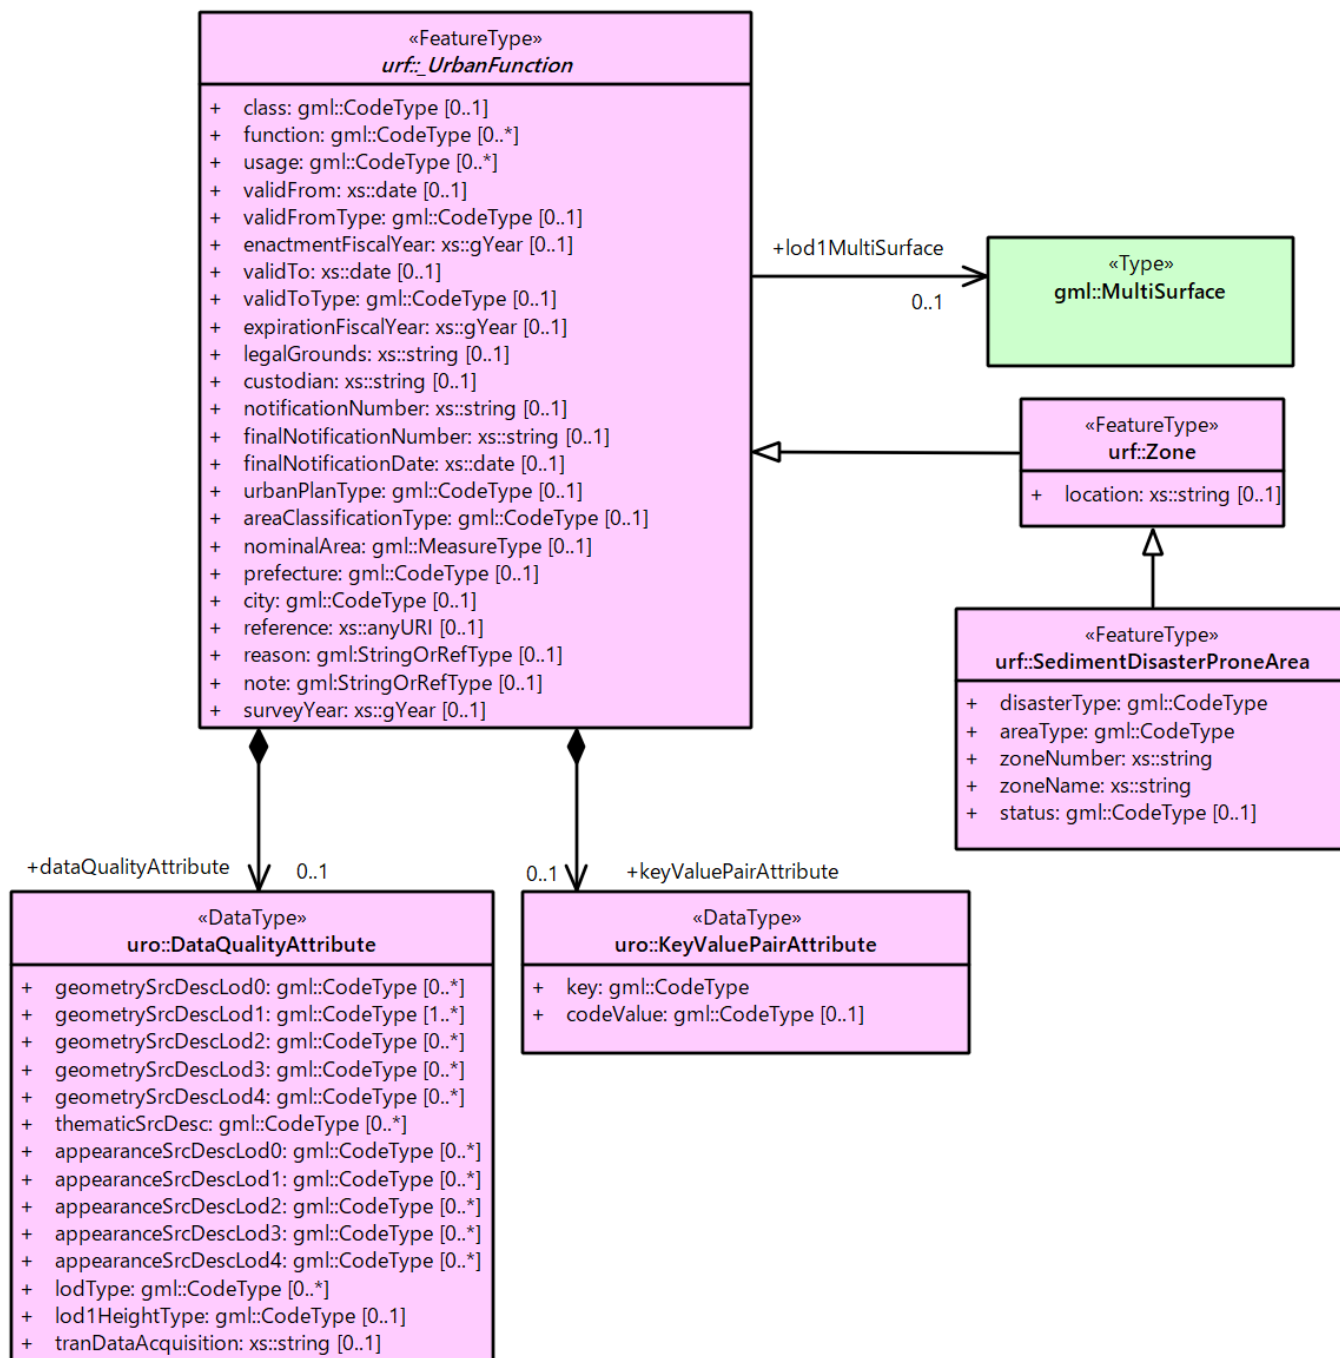 «FeatureType»
urf::_UrbanFunction
+ class: gml::CodeType [0..1]
+ function: gml::CodeType [0..*]
+ usage: gml::CodeType [0..*]
+ validFrom: xs::date [0..1]
+ validFromType: gml::CodeType [0..1]
+ enactmentFiscalYear: xs::gYear [0..1]
+ validTo: xs::date [0..1]
+ validToType: gml::CodeType [0..1]
+ expirationFiscalYear: xs::gYear [0..1]
+ legalGrounds: xs::string [0..1]
+ custodian: xs::string [0..1]
+ notificationNumber: xs::string [0..1]
+ finalNotificationNumber: xs::string [0..1]
+ finalNotificationDate: xs::date [0..1]
+ urbanPlanType: gml::CodeType [0..1]
+ areaClassificationType: gml::CodeType [0..1]
+ nominalArea: gml::MeasureType [0..1]
+ prefecture: gml::CodeType [0..1]
+ city: gml::CodeType [0..1]
+ reference: xs::anyURI [0..1]
+ reason: gml:StringOrRefType [0..1]
+ note: gml:StringOrRefType [0..1]
+ surveyYear: xs::gYear [0..1]
+lod1MultiSurface
0..1
«Type»
gml::MultiSurface
«FeatureType»
urf::Zone
+ location: xs::string [0..1]
«FeatureType»
urf::SedimentDisasterProneArea
+ disasterType: gml::CodeType
+ areaType: gml::CodeType
+ zoneNumber: xs::string
+ zoneName: xs::string
+ status: gml::CodeType [0..1]
+dataQualityAttribute
0..1
0..1
+keyValuePairAttribute
«DataType»
uro::DataQualityAttribute
+ geometrySrcDescLod0: gml::CodeType [0..*]
+ geometrySrcDescLod1: gml::CodeType [1..*]
+ geometrySrcDescLod2: gml::CodeType [0..*]
+ geometrySrcDescLod3: gml::CodeType [0..*]
+ geometrySrcDescLod4: gml::CodeType [0..*]
+ thematicSrcDesc: gml::CodeType [0..*]
+ appearanceSrcDescLod0: gml::CodeType [0..*]
+ appearanceSrcDescLod1: gml::CodeType [0..*]
+ appearanceSrcDescLod2: gml::CodeType [0..*]
+ appearanceSrcDescLod3: gml::CodeType [0..*]
+ appearanceSrcDescLod4: gml::CodeType [0..*]
+ lodType: gml::CodeType [0..*]
+ lod1HeightType: gml::CodeType [0..1]
+ tranDataAcquisition: xs::string [0..1]
«DataType»
uro::KeyValuePairAttribute
+ key: gml::CodeType
+ codeValue: gml::CodeType [0..1]